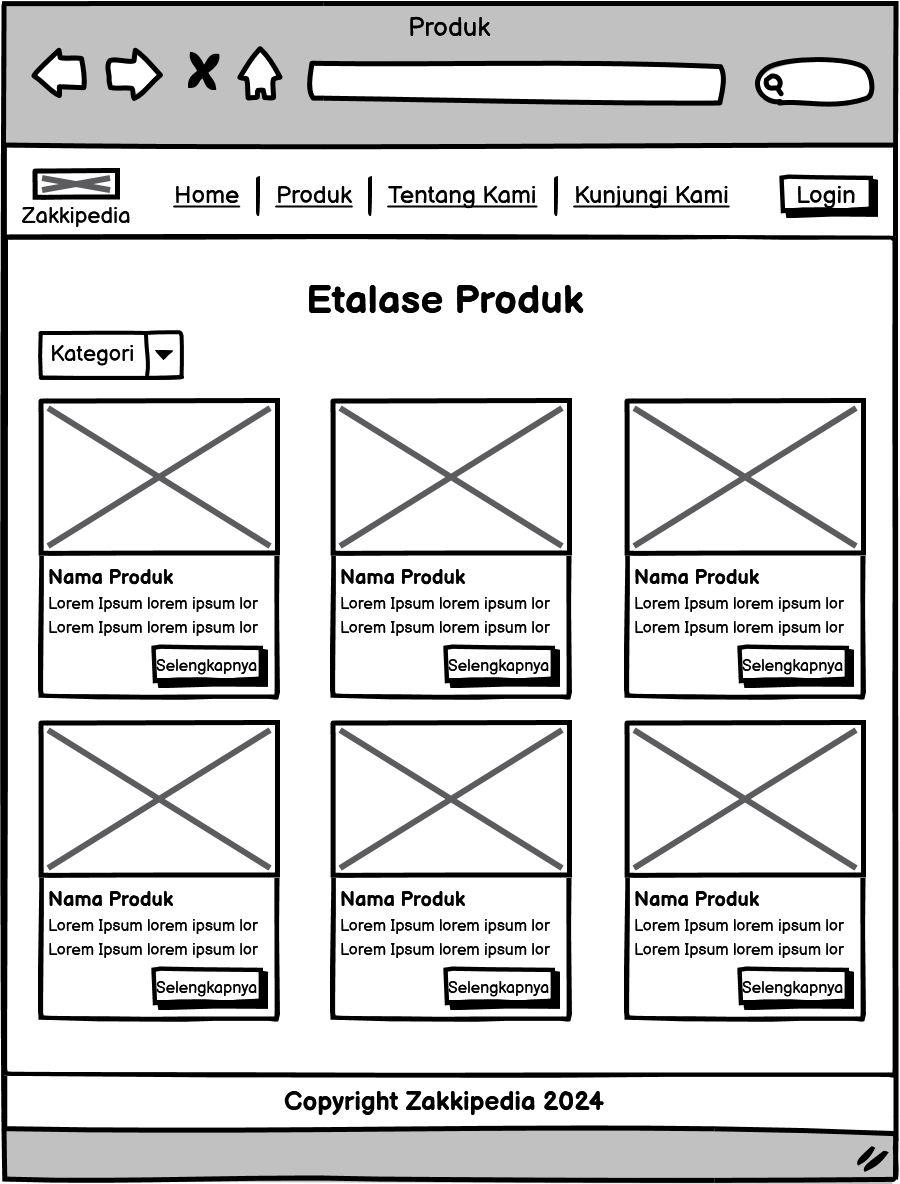 Produk
Zakkipedia
Home
Produk
Tentang Kami
Kunjungi Kami
Login
Etalase Produk
Kategori
Nama Produk
Lorem Ipsum lorem ipsum lor
Lorem Ipsum lorem ipsum lor
Selengkapnya
Nama Produk
Lorem Ipsum lorem ipsum lor
Lorem Ipsum lorem ipsum lor
Selengkapnya
Nama Produk
Lorem Ipsum lorem ipsum lor
Lorem Ipsum lorem ipsum lor
Selengkapnya
Nama Produk
Lorem Ipsum lorem ipsum lor
Lorem Ipsum lorem ipsum lor
Selengkapnya
Nama Produk
Lorem Ipsum lorem ipsum lor
Lorem Ipsum lorem ipsum lor
Selengkapnya
Nama Produk
Lorem Ipsum lorem ipsum lor
Lorem Ipsum lorem ipsum lor
Selengkapnya
Copyright Zakkipedia 2024